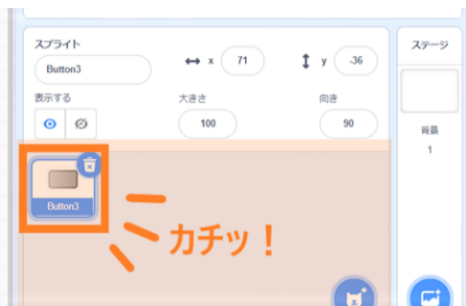 スプライト
ステージ
Button3
x 71
y -36
表示する
大きさ
向き
100
90
背景
1
Button3
カチッ！